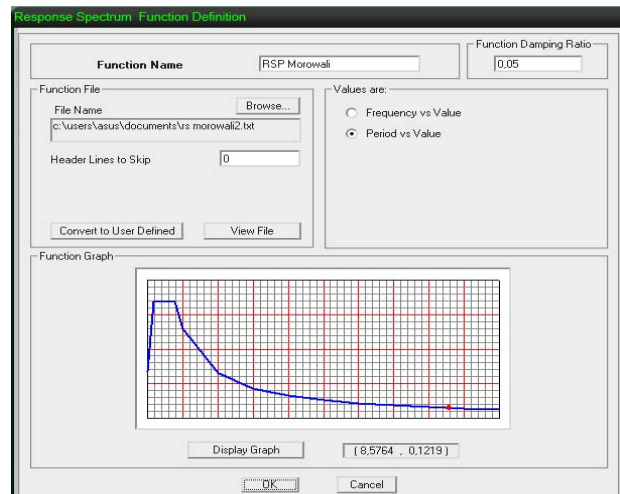 Response Spectrum Function Definition
Function Name
RSP Morowali
Function Damping Ratio
0,05
Function File
File Name
Browse...
c:\users\asus\documents\rs morowali2.txt
Header Lines to Skip
0
Convert to User Defined
View File
Values are:
Frequency vs Value
Period vs Value
Function Graph
Display Graph
(8,5764 , 0,1219)
OK
Cancel